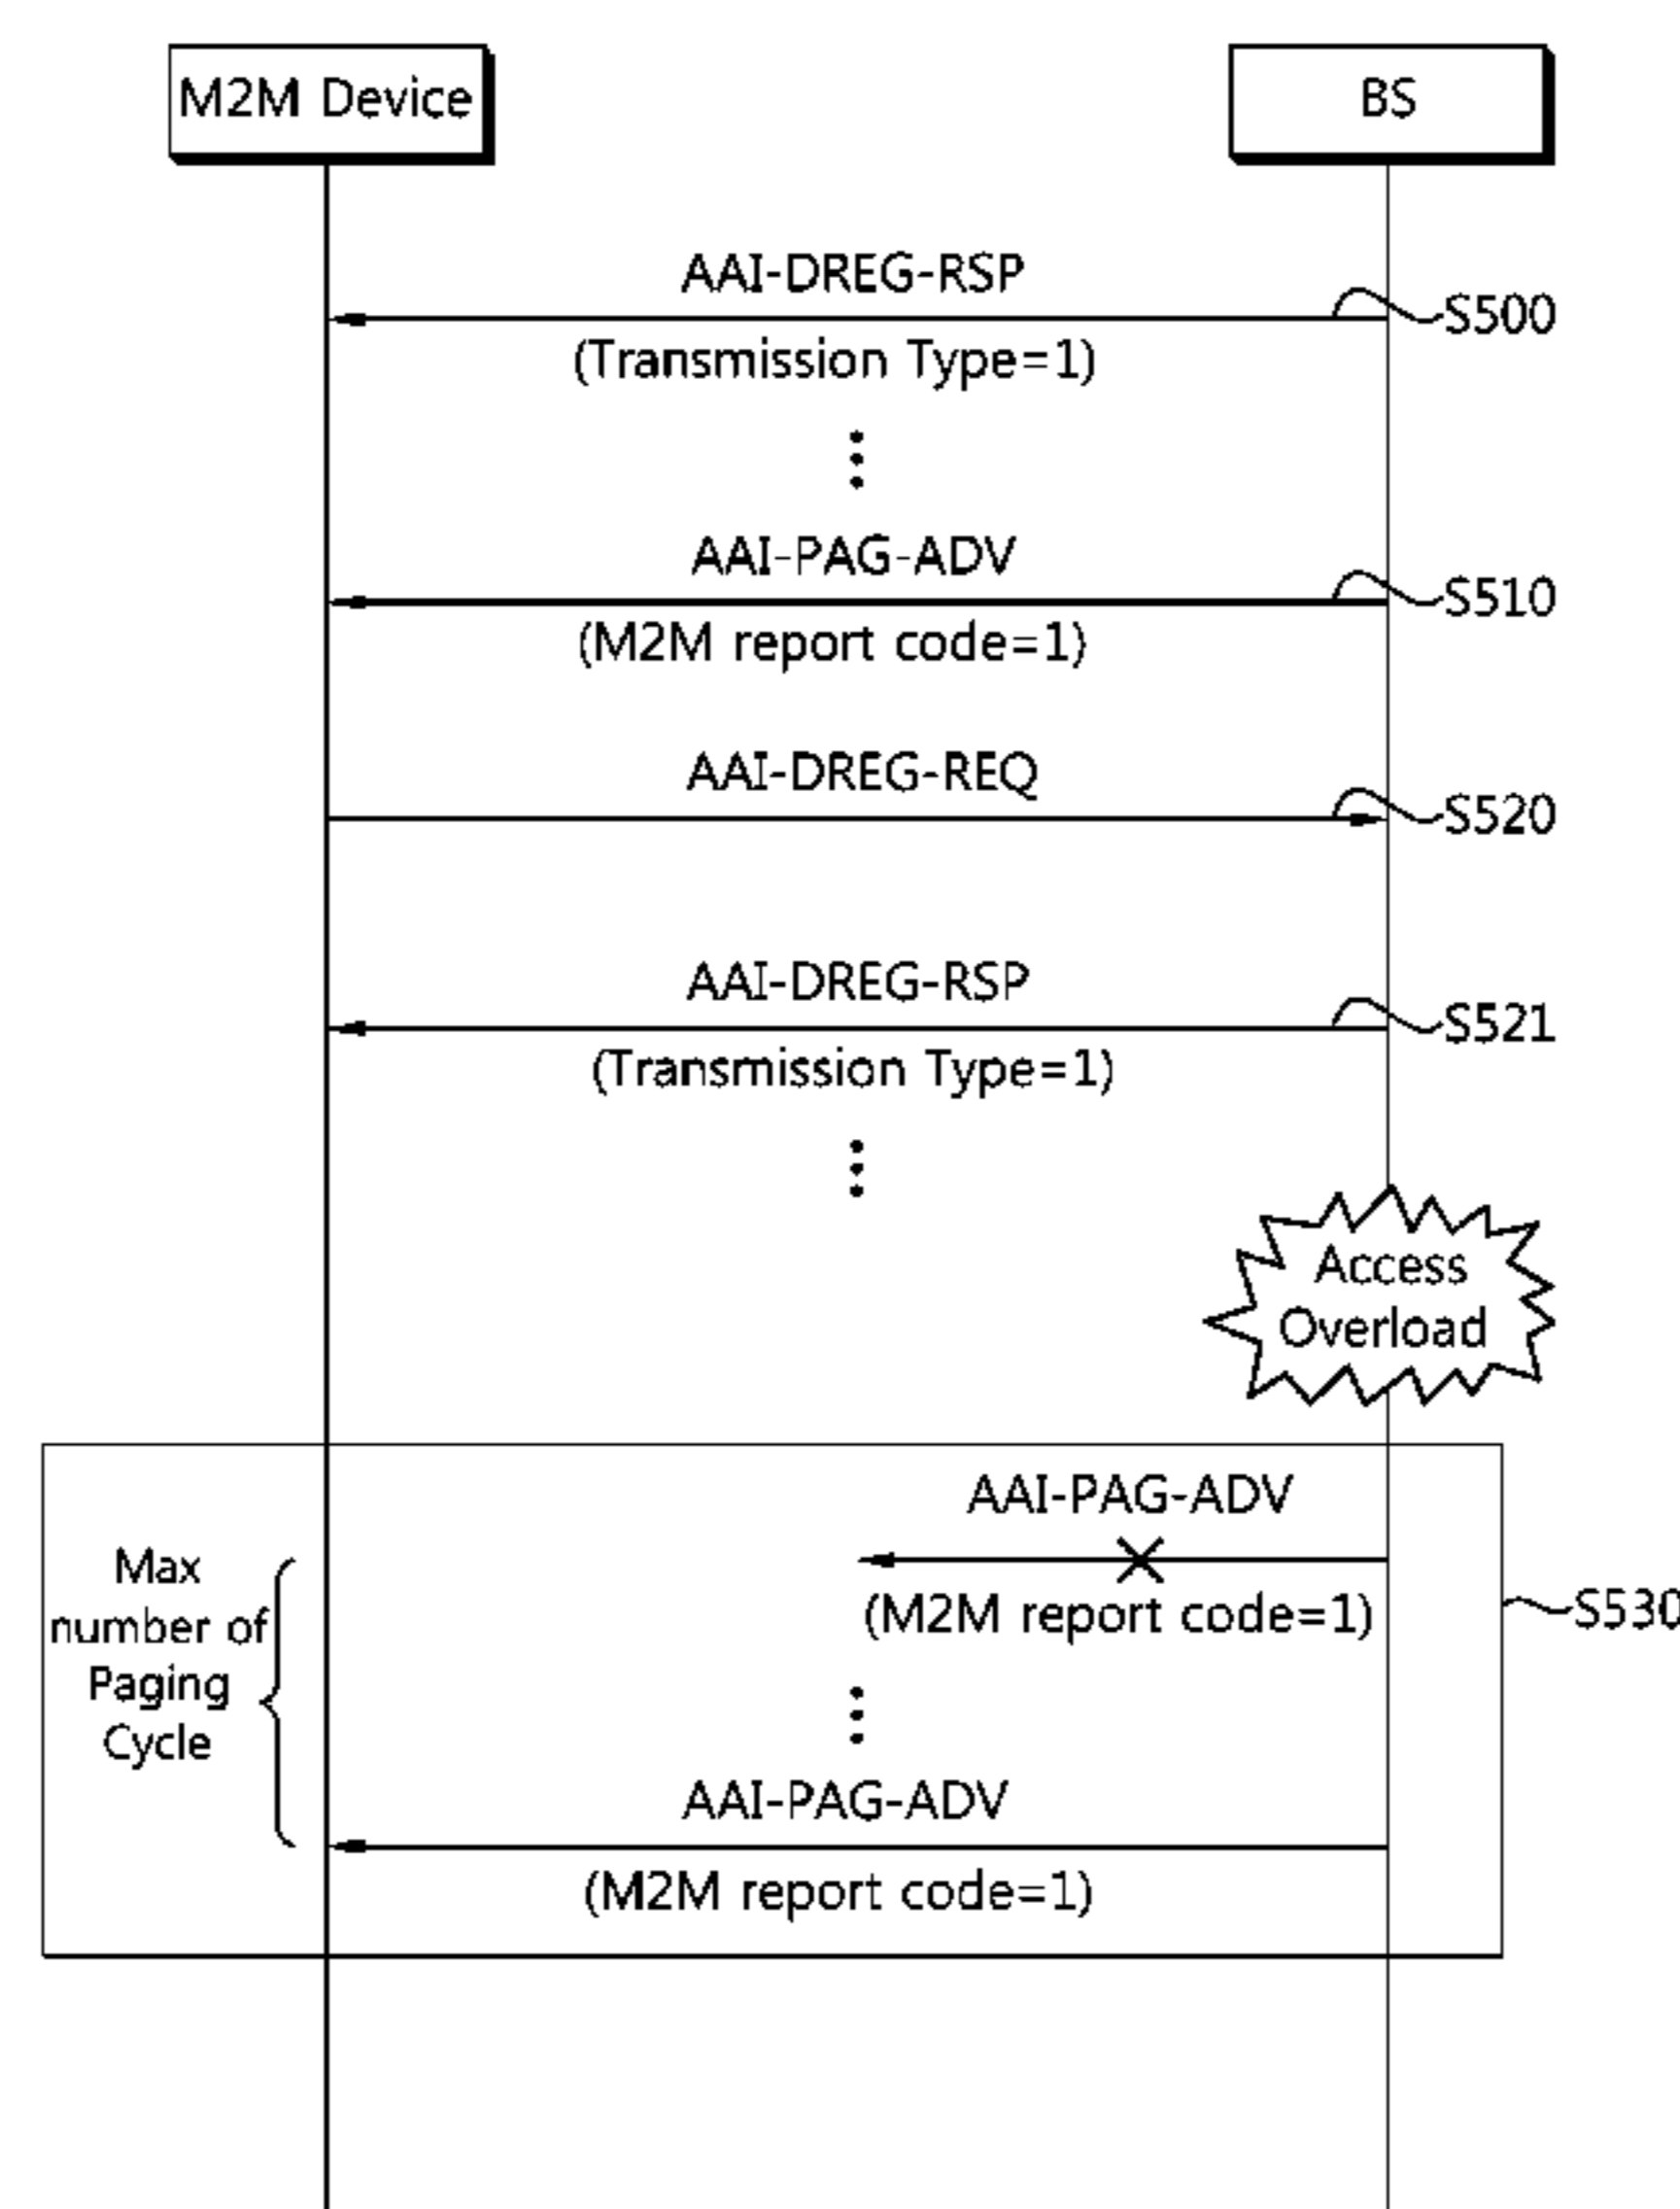 M2M Device
BS
AAI-DREG-RSP
S500
(Transmission Type=1)
AAI-PAG-ADV
S510
(M2M report code=1)
AAI-DREG-REQ
S520
AAI-DREG-RSP
S521
(Transmission Type=1)
Access
Overload
AAI-PAG-ADV
(M2M report code=1)
S530
Max
number of
Paging
Cycle
AAI-PAG-ADV
(M2M report code=1)